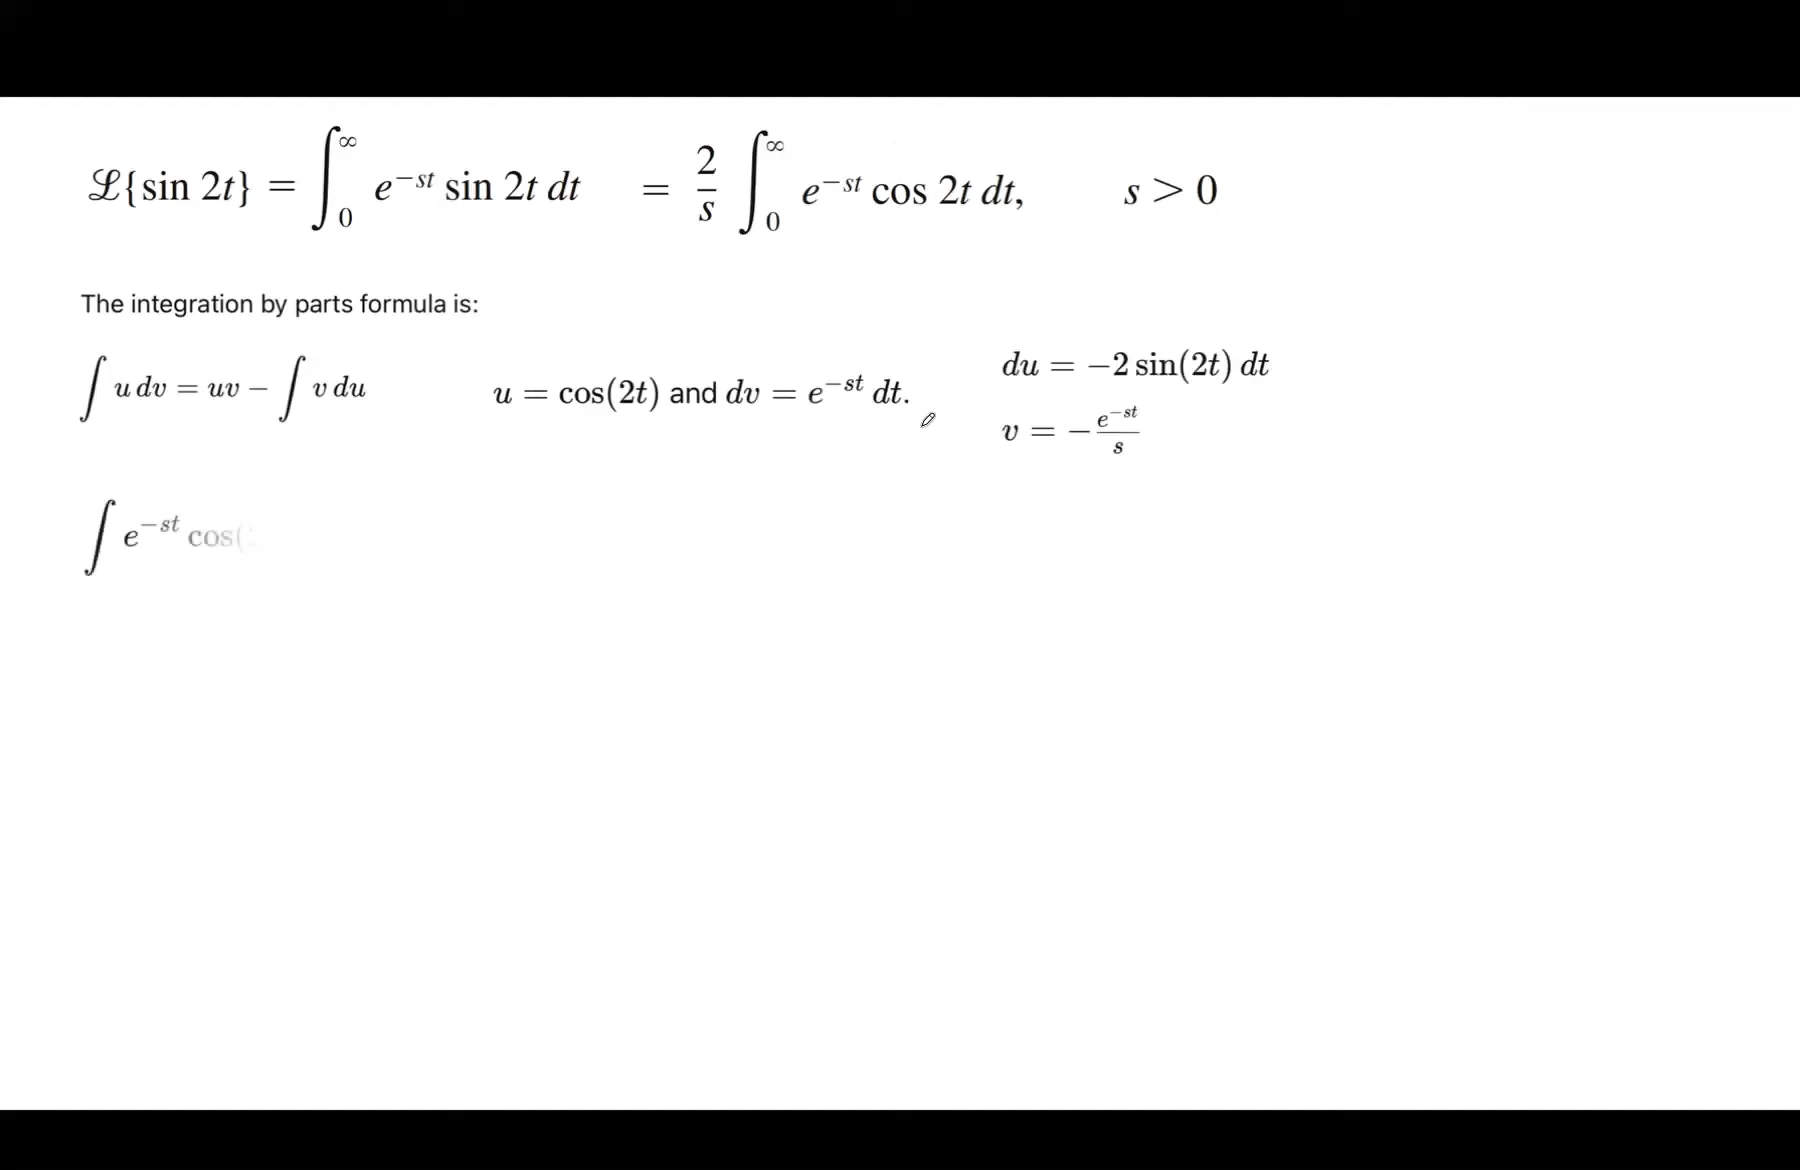 ℒ{sin 2t} = ∫₀^∞ e^{−st} sin 2t dt = 2/s ∫₀^∞ e^{−st} cos 2t dt, s > 0
The integration by parts formula is:
∫ u dv = uv − ∫ v du
u = cos(2t) and dv = e^{−st} dt.
du = −2 sin(2t) dt
v = − e^{−st}/s
∫ e^{−st} cos(